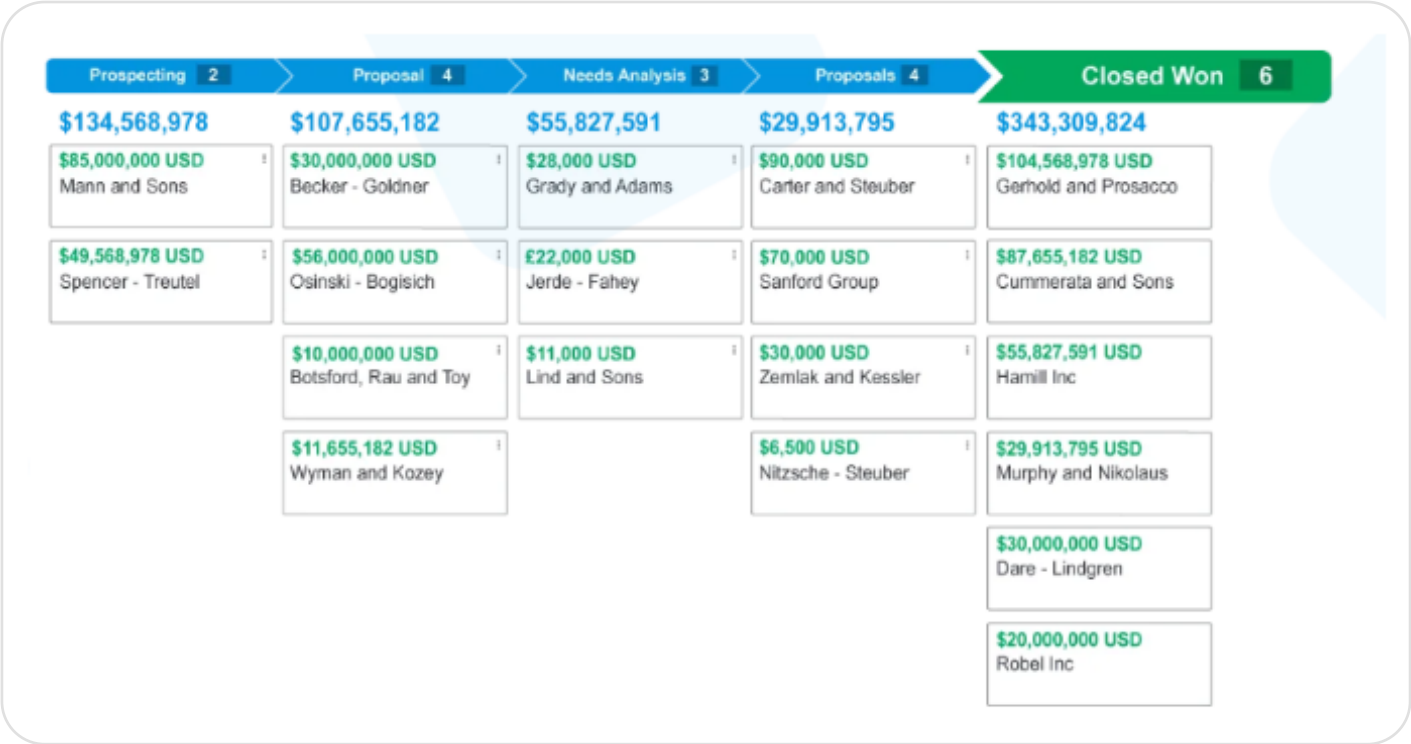 Prospecting 2
Proposal 4
Needs Analysis 3
Proposals 4
Closed Won 6
$134,568,978
$107,655,182
$55,827,591
$29,913,795
$343,309,824
$85,000,000 USD
Mann and Sons
$49,568,978 USD
Spencer - Treutel
$30,000,000 USD
Becker - Goldner
$56,000,000 USD
Osinski - Bogisich
$10,000,000 USD
Botsford, Rau and Toy
$11,655,182 USD
Wyman and Kozey
$28,000 USD
Grady and Adams
£22,000 USD
Jerde - Fahey
$11,000 USD
Lind and Sons
$90,000 USD
Carter and Steuber
$70,000 USD
Sanford Group
$30,000 USD
Zemlak and Kessler
$6,500 USD
Nitzsche - Steuber
$104,568,978 USD
Gerhold and Prosacco
$87,655,182 USD
Cummerata and Sons
$55,827,591 USD
Hamill Inc
$29,913,795 USD
Murphy and Nikolaus
$30,000,000 USD
Dare - Lindgren
$20,000,000 USD
Robel Inc